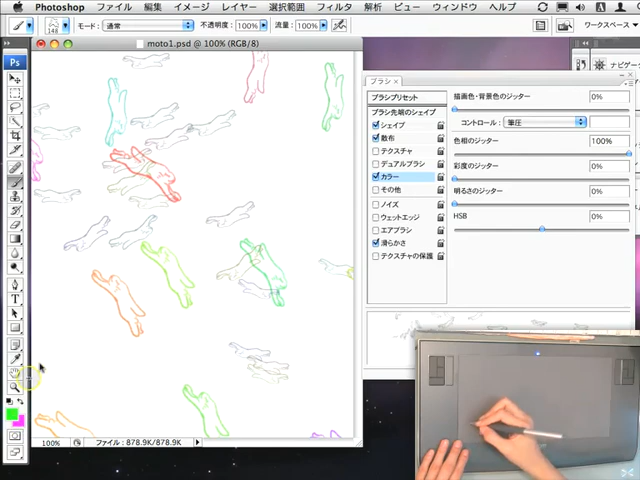 Photoshop ファイル 編集 イメージ レイヤー 選択範囲 フィルタ 解析 ビュー ウィンドウ ヘルプ
148 モード: 通常 不透明度: 100% 流量: 100% ワークスペース
moto1.psd @ 100% (RGB/8)
Ps
ナビゲータ
ブラシ ×
ブラシプリセット
ブラシ先端のシェイプ
シェイプ
散布
テクスチャ
デュアルブラシ
カラー
その他
ノイズ
ウェットエッジ
エアブラシ
滑らかさ
テクスチャの保護
描画色・背景色のジッター 0%
コントロール: 筆圧
色相のジッター 100%
彩度のジッター 0%
明るさのジッター 0%
HSB 0%
100% ファイル : 878.9K/878.9K